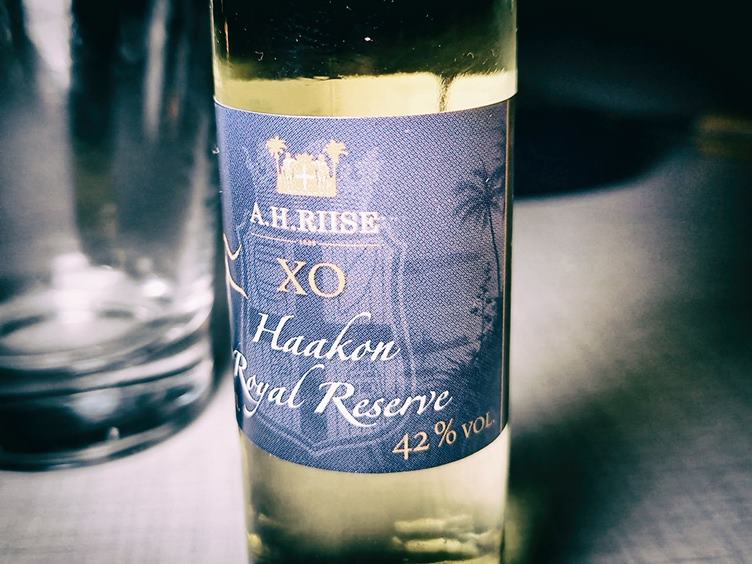 A.H.RIISE
XO
Haakon
Royal Reserve
42% VOL.